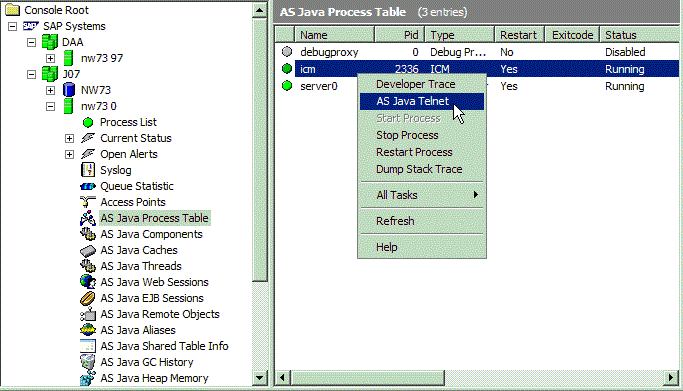 Console Root
SAP Systems
DAA
nw73 97
J07
NW73
nw73 0
Process List
Current Status
Open Alerts
Syslog
Queue Statistic
Access Points
AS Java Process Table
AS Java Components
AS Java Caches
AS Java Threads
AS Java Web Sessions
AS Java EJB Sessions
AS Java Remote Objects
AS Java Aliases
AS Java Shared Table Info
AS Java GC History
AS Java Heap Memory
AS Java Process Table (3 entries)
Name Pid Type Restart Exitcode Status
debugproxy 0 Debug Pr... No Disabled
icm 2336 ICM Yes Running
server0 Yes Running
Developer Trace
AS Java Telnet
Start Process
Stop Process
Restart Process
Dump Stack Trace
All Tasks
Refresh
Help